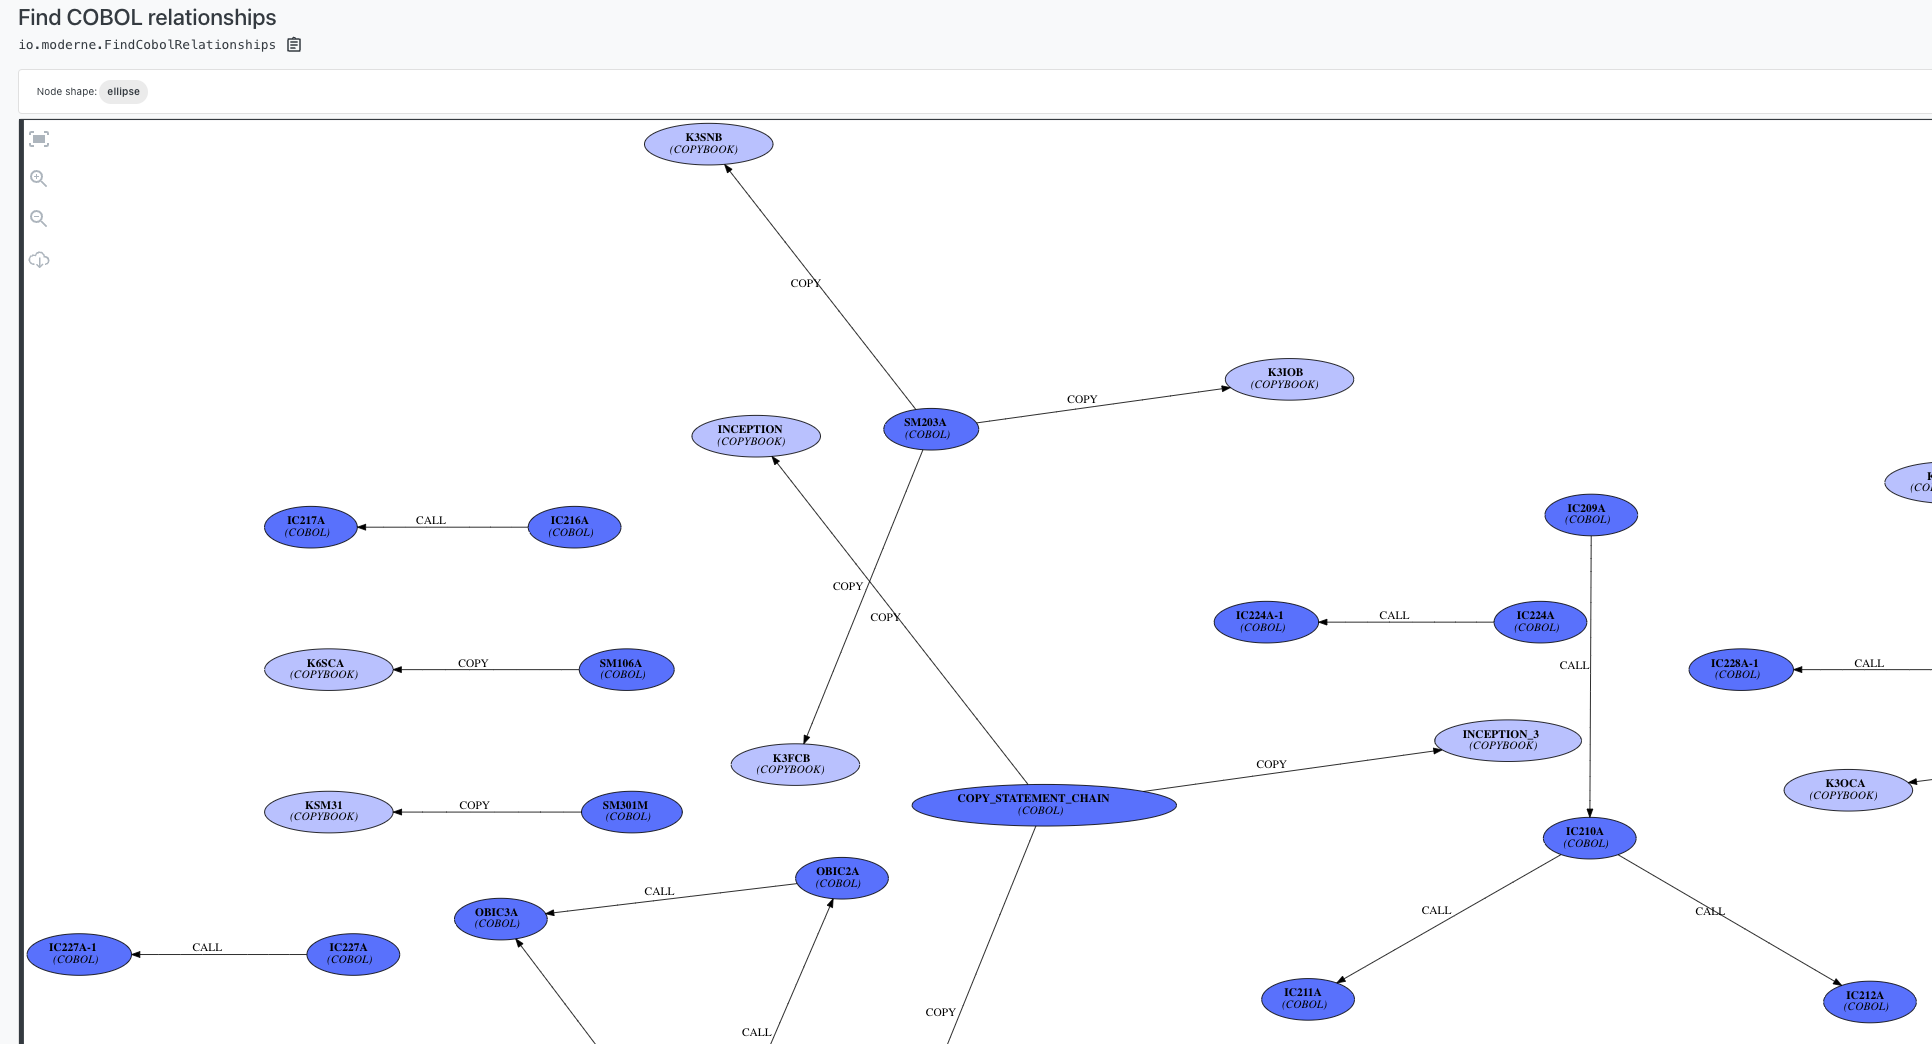 Find COBOL relationships
io.moderne.FindCobolRelationships
Node shape: ellipse
K3SNB
(COPYBOOK)
COPY
K3IOB
(COPYBOOK)
COPY
SM203A
(COBOL)
INCEPTION
(COPYBOOK)
IC217A
(COBOL)
CALL
IC216A
(COBOL)
IC209A
(COBOL)
COPY
COPY
IC224A-1
(COBOL)
CALL
IC224A
(COBOL)
K6SCA
(COPYBOOK)
COPY
SM106A
(COBOL)
CALL
IC228A-1
(COBOL)
CALL
INCEPTION_3
(COPYBOOK)
K3FCB
(COPYBOOK)
COPY
K3OCA
(COPYBOOK)
KSM31
(COPYBOOK)
COPY
SM301M
(COBOL)
COPY_STATEMENT_CHAIN
(COBOL)
IC210A
(COBOL)
OBIC2A
(COBOL)
CALL
OBIC3A
(COBOL)
CALL
CALL
IC227A-1
(COBOL)
CALL
IC227A
(COBOL)
IC211A
(COBOL)
IC212A
(COBOL)
COPY
CALL